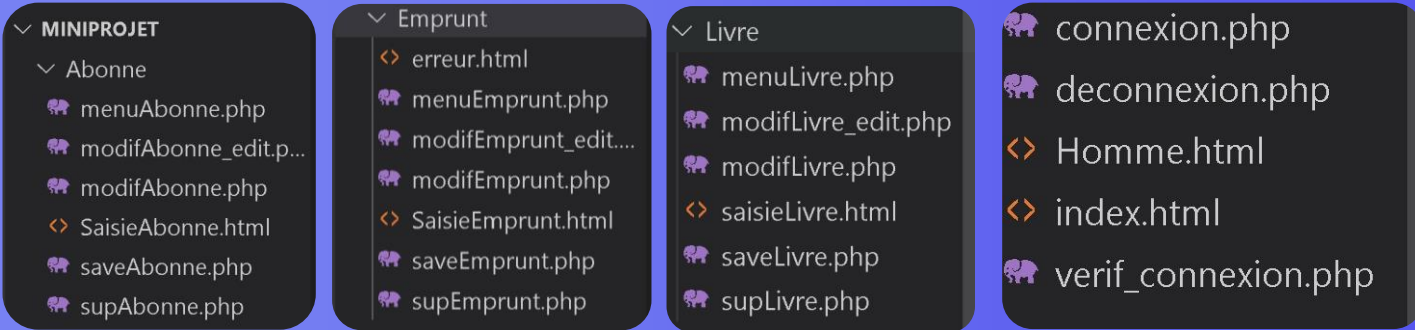 MINIPROJET
Abonne
menuAbonne.php
modifAbonne_edit.p...
modifAbonne.php
SaisieAbonne.html
saveAbonne.php
supAbonne.php
Emprunt
erreur.html
menuEmprunt.php
modifEmprunt_edit....
modifEmprunt.php
SaisieEmprunt.html
saveEmprunt.php
supEmprunt.php
Livre
menuLivre.php
modifLivre_edit.php
modifLivre.php
saisieLivre.html
saveLivre.php
supLivre.php
connexion.php
deconnexion.php
Homme.html
index.html
verif_connexion.php